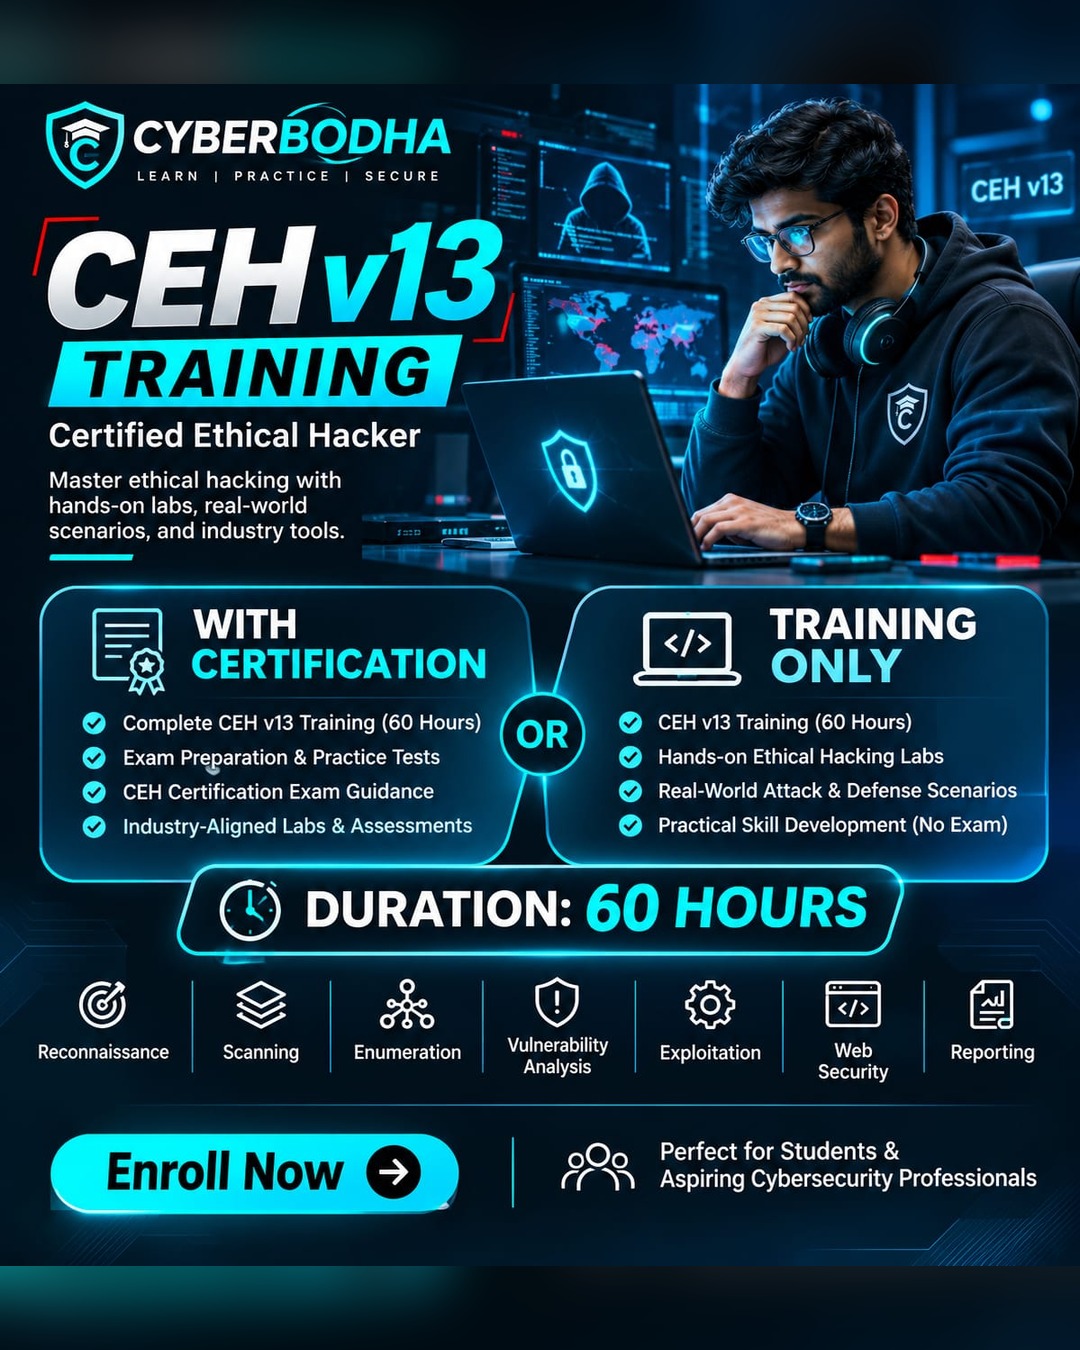 CYBERBODHA
LEARN | PRACTICE | SECURE
CEH v13
CEH v13
TRAINING
Certified Ethical Hacker
Master ethical hacking with
hands-on labs, real-world
scenarios, and industry tools.
WITH
CERTIFICATION
Complete CEH v13 Training (60 Hours)
Exam Preparation & Practice Tests
CEH Certification Exam Guidance
Industry-Aligned Labs & Assessments
OR
TRAINING
ONLY
CEH v13 Training (60 Hours)
Hands-on Ethical Hacking Labs
Real-World Attack & Defense Scenarios
Practical Skill Development (No Exam)
DURATION: 60 HOURS
Reconnaissance
Scanning
Enumeration
Vulnerability
Analysis
Exploitation
Web
Security
Reporting
Enroll Now
Perfect for Students &
Aspiring Cybersecurity Professionals